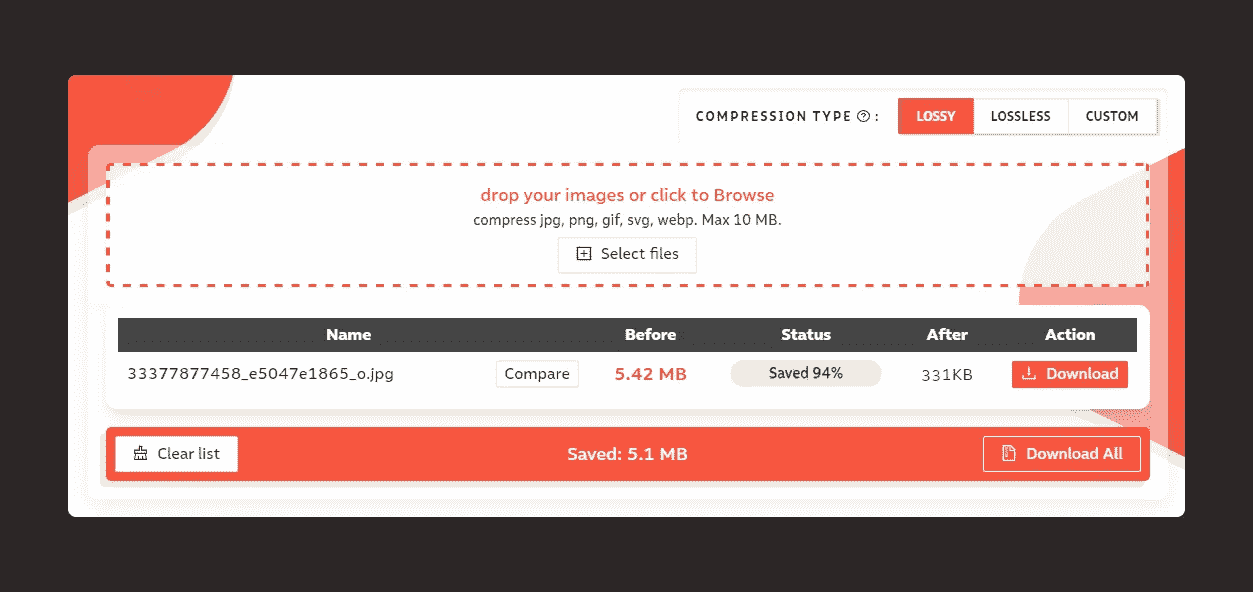 COMPRESSION TYPE ? : LOSSY LOSSLESS CUSTOM
drop your images or click to Browse
compress jpg, png, gif, svg, webp. Max 10 MB.
Select files
Name Before Status After Action
33377877458_e5047e1865_o.jpg Compare 5.42 MB Saved 94% 331KB Download
Clear list Saved: 5.1 MB Download All